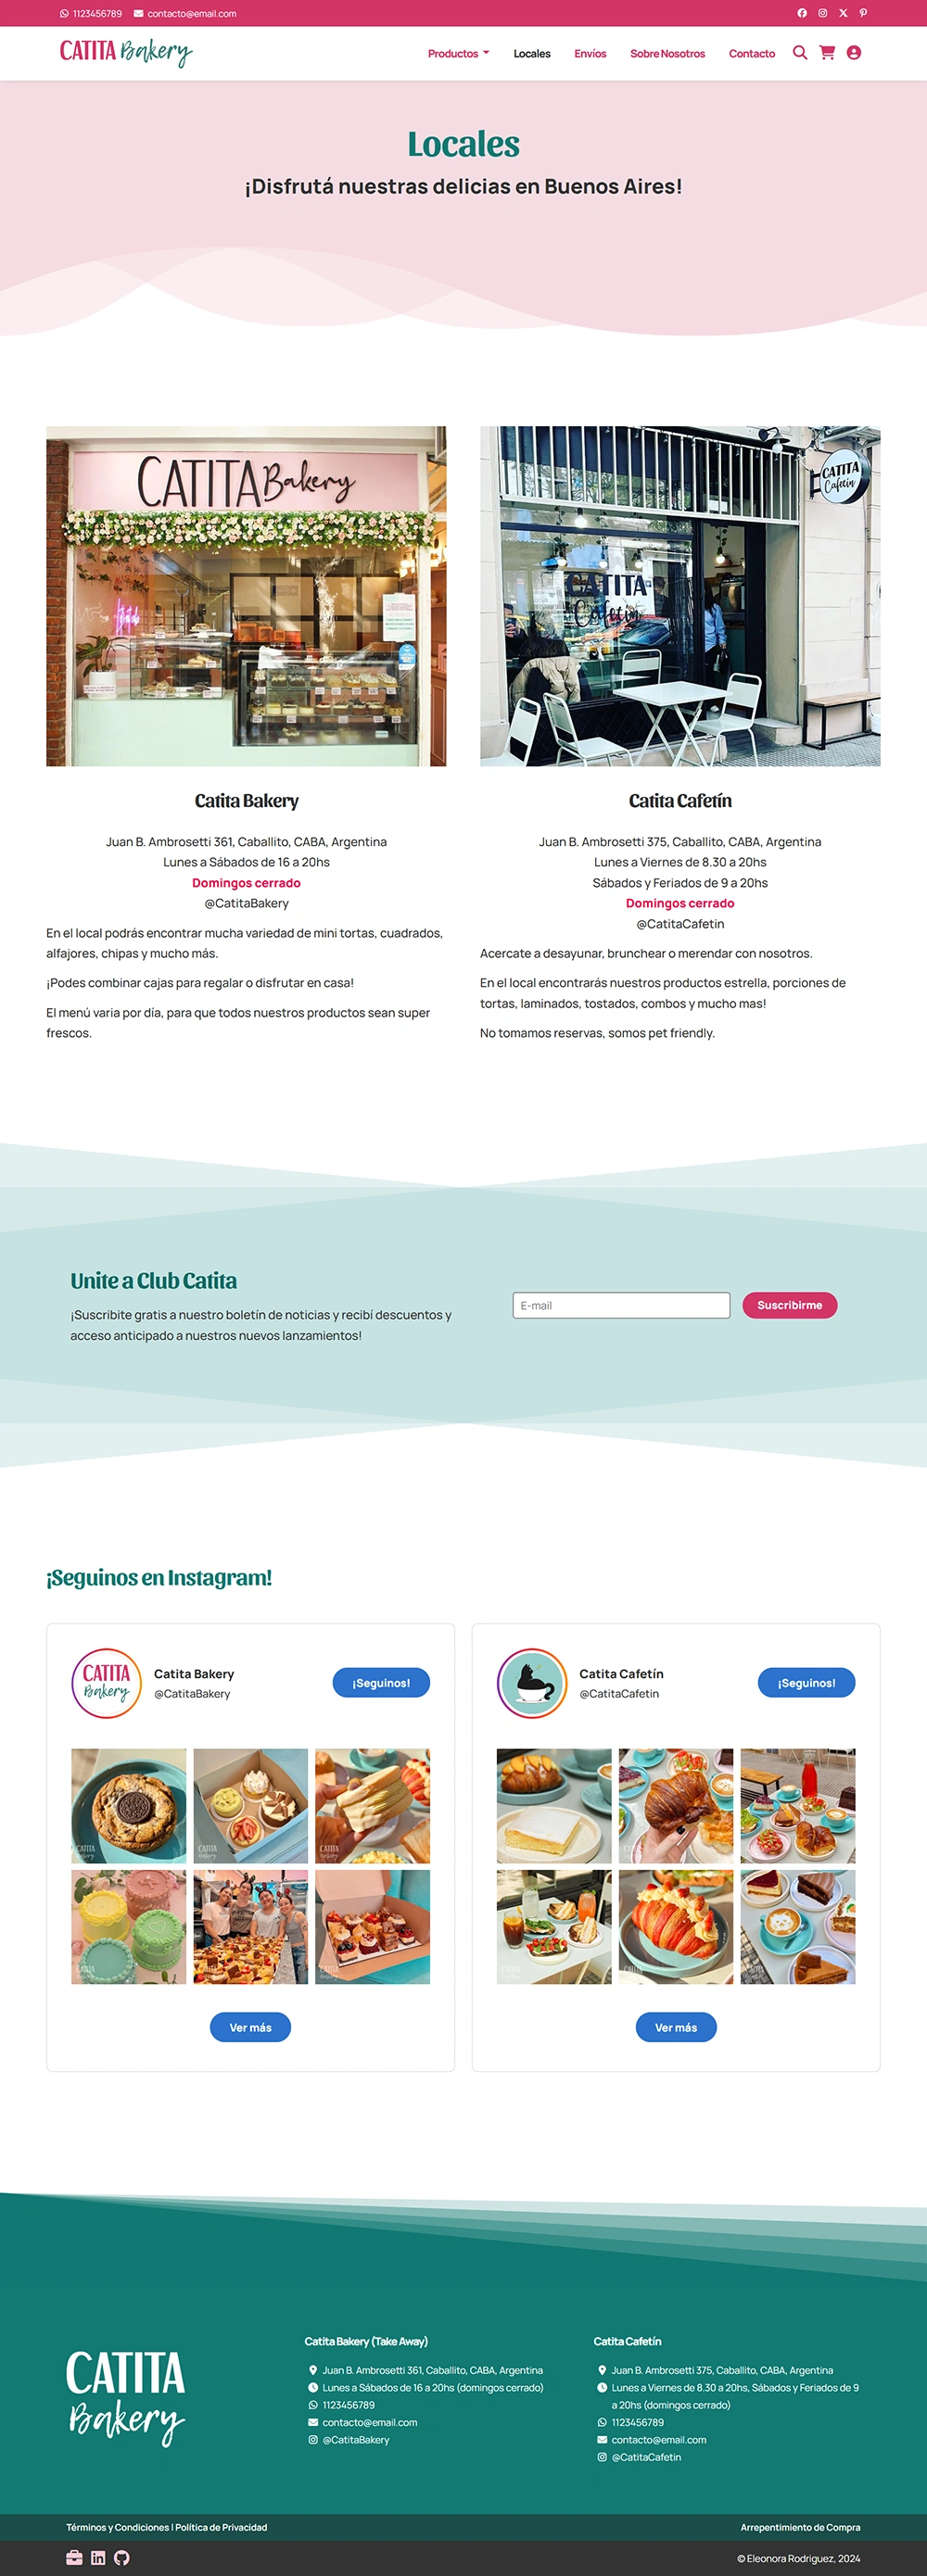 1123456789 contacto@email.com
CATITA Bakery
Productos Locales Envíos Sobre Nosotros Contacto
Locales
¡Disfrutá nuestras delicias en Buenos Aires!
CATITA Bakery
CATITA
Cafetín
CATITA
Cafetín
Catita Bakery
Juan B. Ambrosetti 361, Caballito, CABA, Argentina
Lunes a Sábados de 16 a 20hs
Domingos cerrado
@CatitaBakery
En el local podrás encontrar mucha variedad de mini tortas, cuadrados,
alfajores, chipas y mucho más.
¡Podes combinar cajas para regalar o disfrutar en casa!
El menú varia por día, para que todos nuestros productos sean super
frescos.
Catita Cafetín
Juan B. Ambrosetti 375, Caballito, CABA, Argentina
Lunes a Viernes de 8.30 a 20hs
Sábados y Feriados de 9 a 20hs
Domingos cerrado
@CatitaCafetin
Acercate a desayunar, brunchear o merendar con nosotros.
En el local encontrarás nuestros productos estrella, porciones de
tortas, laminados, tostados, combos y mucho mas!
No tomamos reservas, somos pet friendly.
Unite a Club Catita
¡Suscribite gratis a nuestro boletín de noticias y recibí descuentos y
acceso anticipado a nuestros nuevos lanzamientos!
E-mail
Suscribirme
¡Seguinos en Instagram!
CATITA
Bakery
Catita Bakery
@CatitaBakery
¡Seguinos!
Ver más
Catita Cafetín
@CatitaCafetin
¡Seguinos!
Ver más
CATITA
Bakery
Catita Bakery (Take Away)
Juan B. Ambrosetti 361, Caballito, CABA, Argentina
Lunes a Sábados de 16 a 20hs (domingos cerrado)
1123456789
contacto@email.com
@CatitaBakery
Catita Cafetín
Juan B. Ambrosetti 375, Caballito, CABA, Argentina
Lunes a Viernes de 8.30 a 20hs, Sábados y Feriados de 9
a 20hs (domingos cerrado)
1123456789
contacto@email.com
@CatitaCafetin
Términos y Condiciones | Política de Privacidad
Arrepentimiento de Compra
© Eleonora Rodriguez, 2024